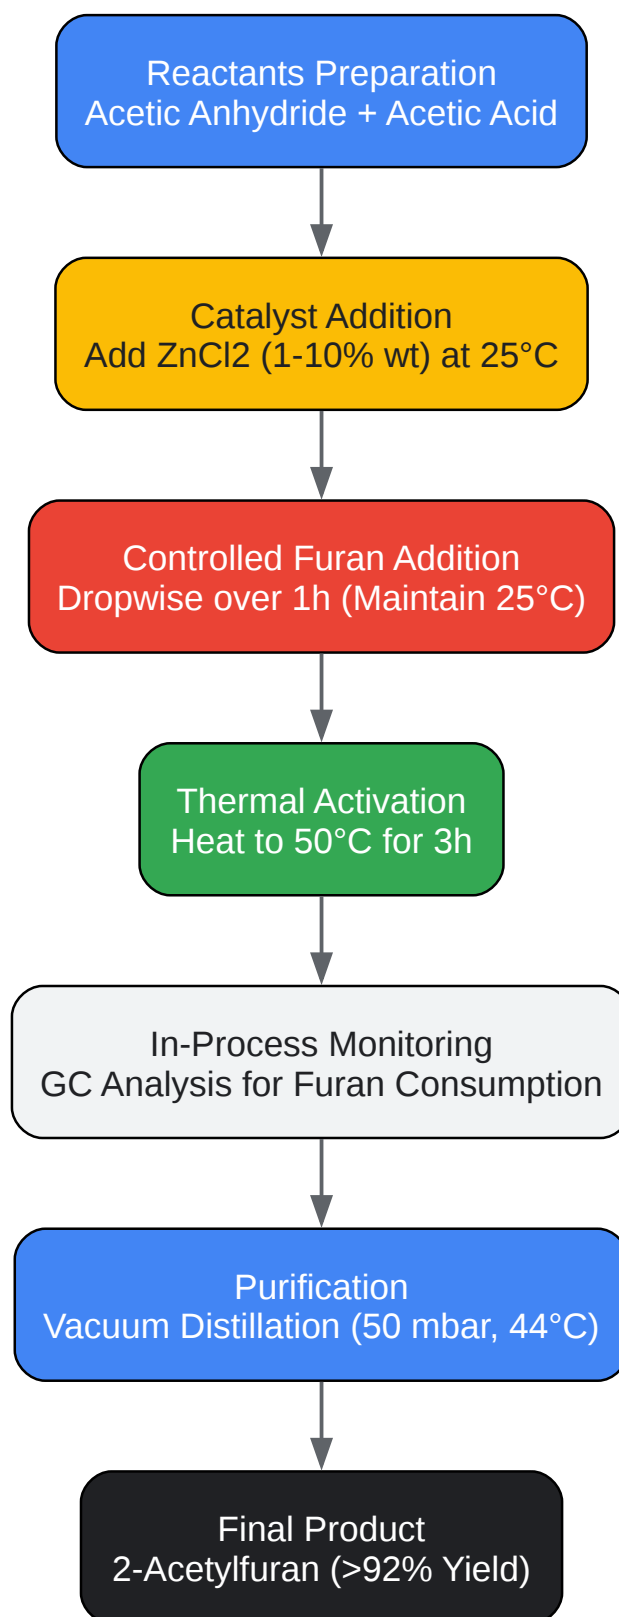 Reactants Preparation
Acetic Anhydride + Acetic Acid
Catalyst Addition
Add ZnCl2 (1-10% wt) at 25°C
Controlled Furan Addition
Dropwise over 1h (Maintain 25°C)
Thermal Activation
Heat to 50°C for 3h
In-Process Monitoring
GC Analysis for Furan Consumption
Purification
Vacuum Distillation (50 mbar, 44°C)
Final Product
2-Acetylfuran (>92% Yield)